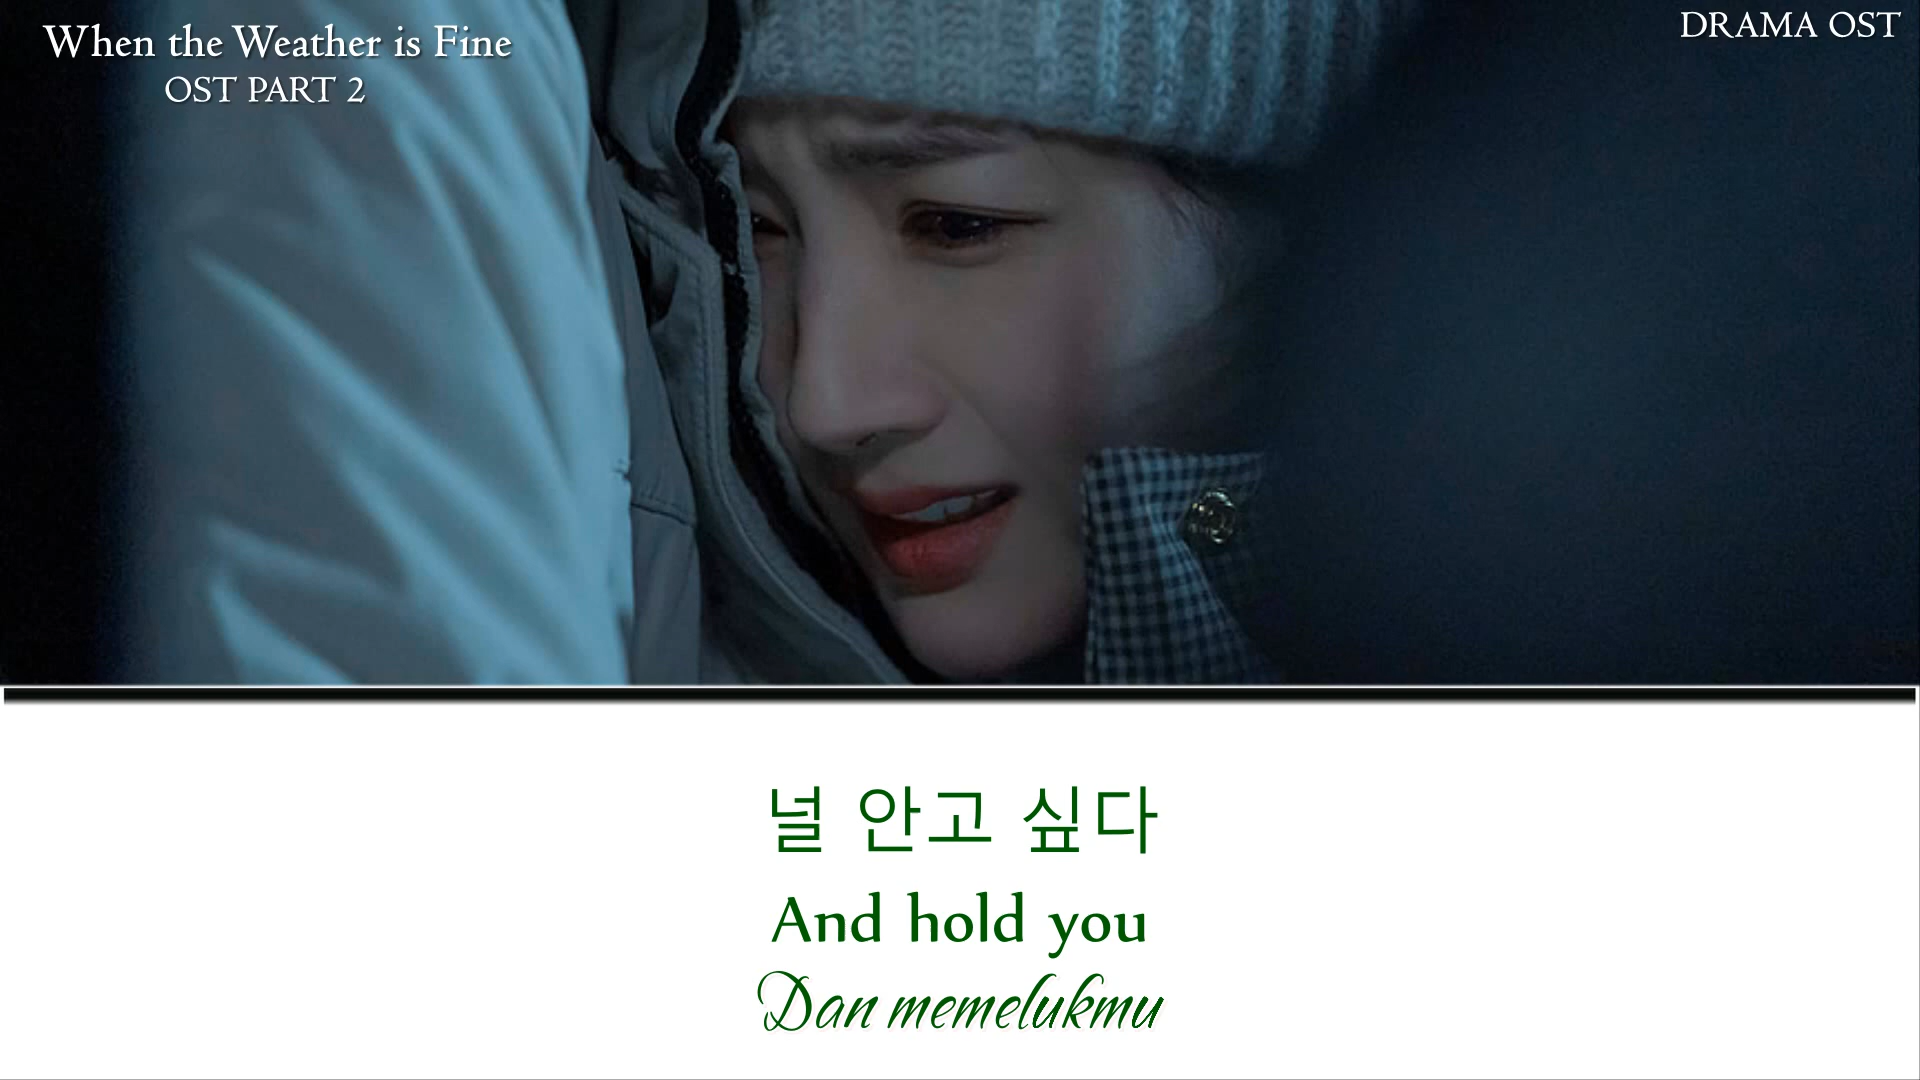 When the Weather is Fine
OST PART 2
DRAMA OST
널 안고 싶다
And hold you
Dan memelukmu